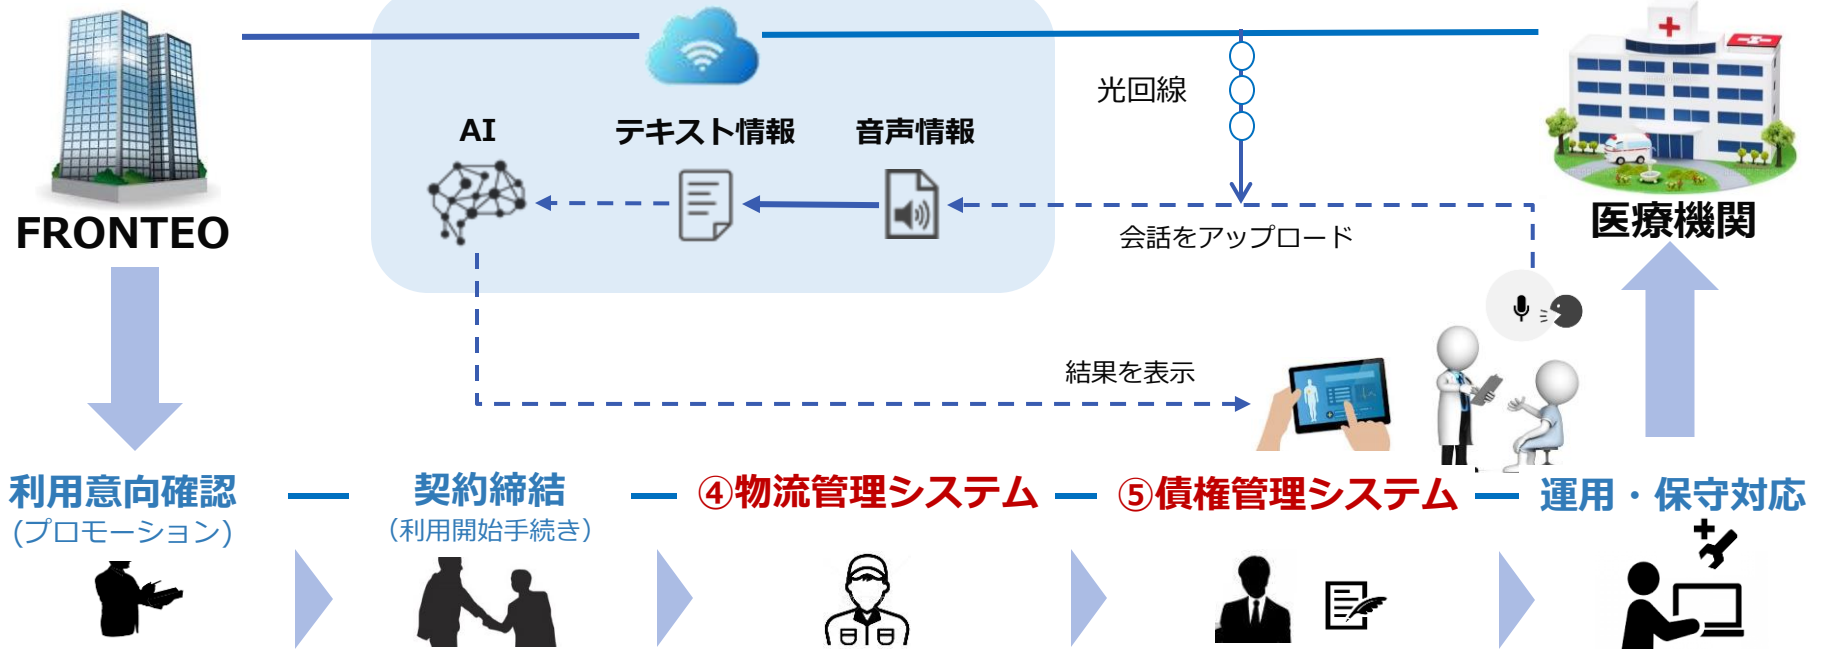 光回線
AI
テキスト情報
音声情報
FRONTEO
医療機関
会話をアップロード
結果を表示
利用意向確認
(プロモーション)
契約締結
（利用開始手続き）
④物流管理システム
⑤債権管理システム
運用・保守対応